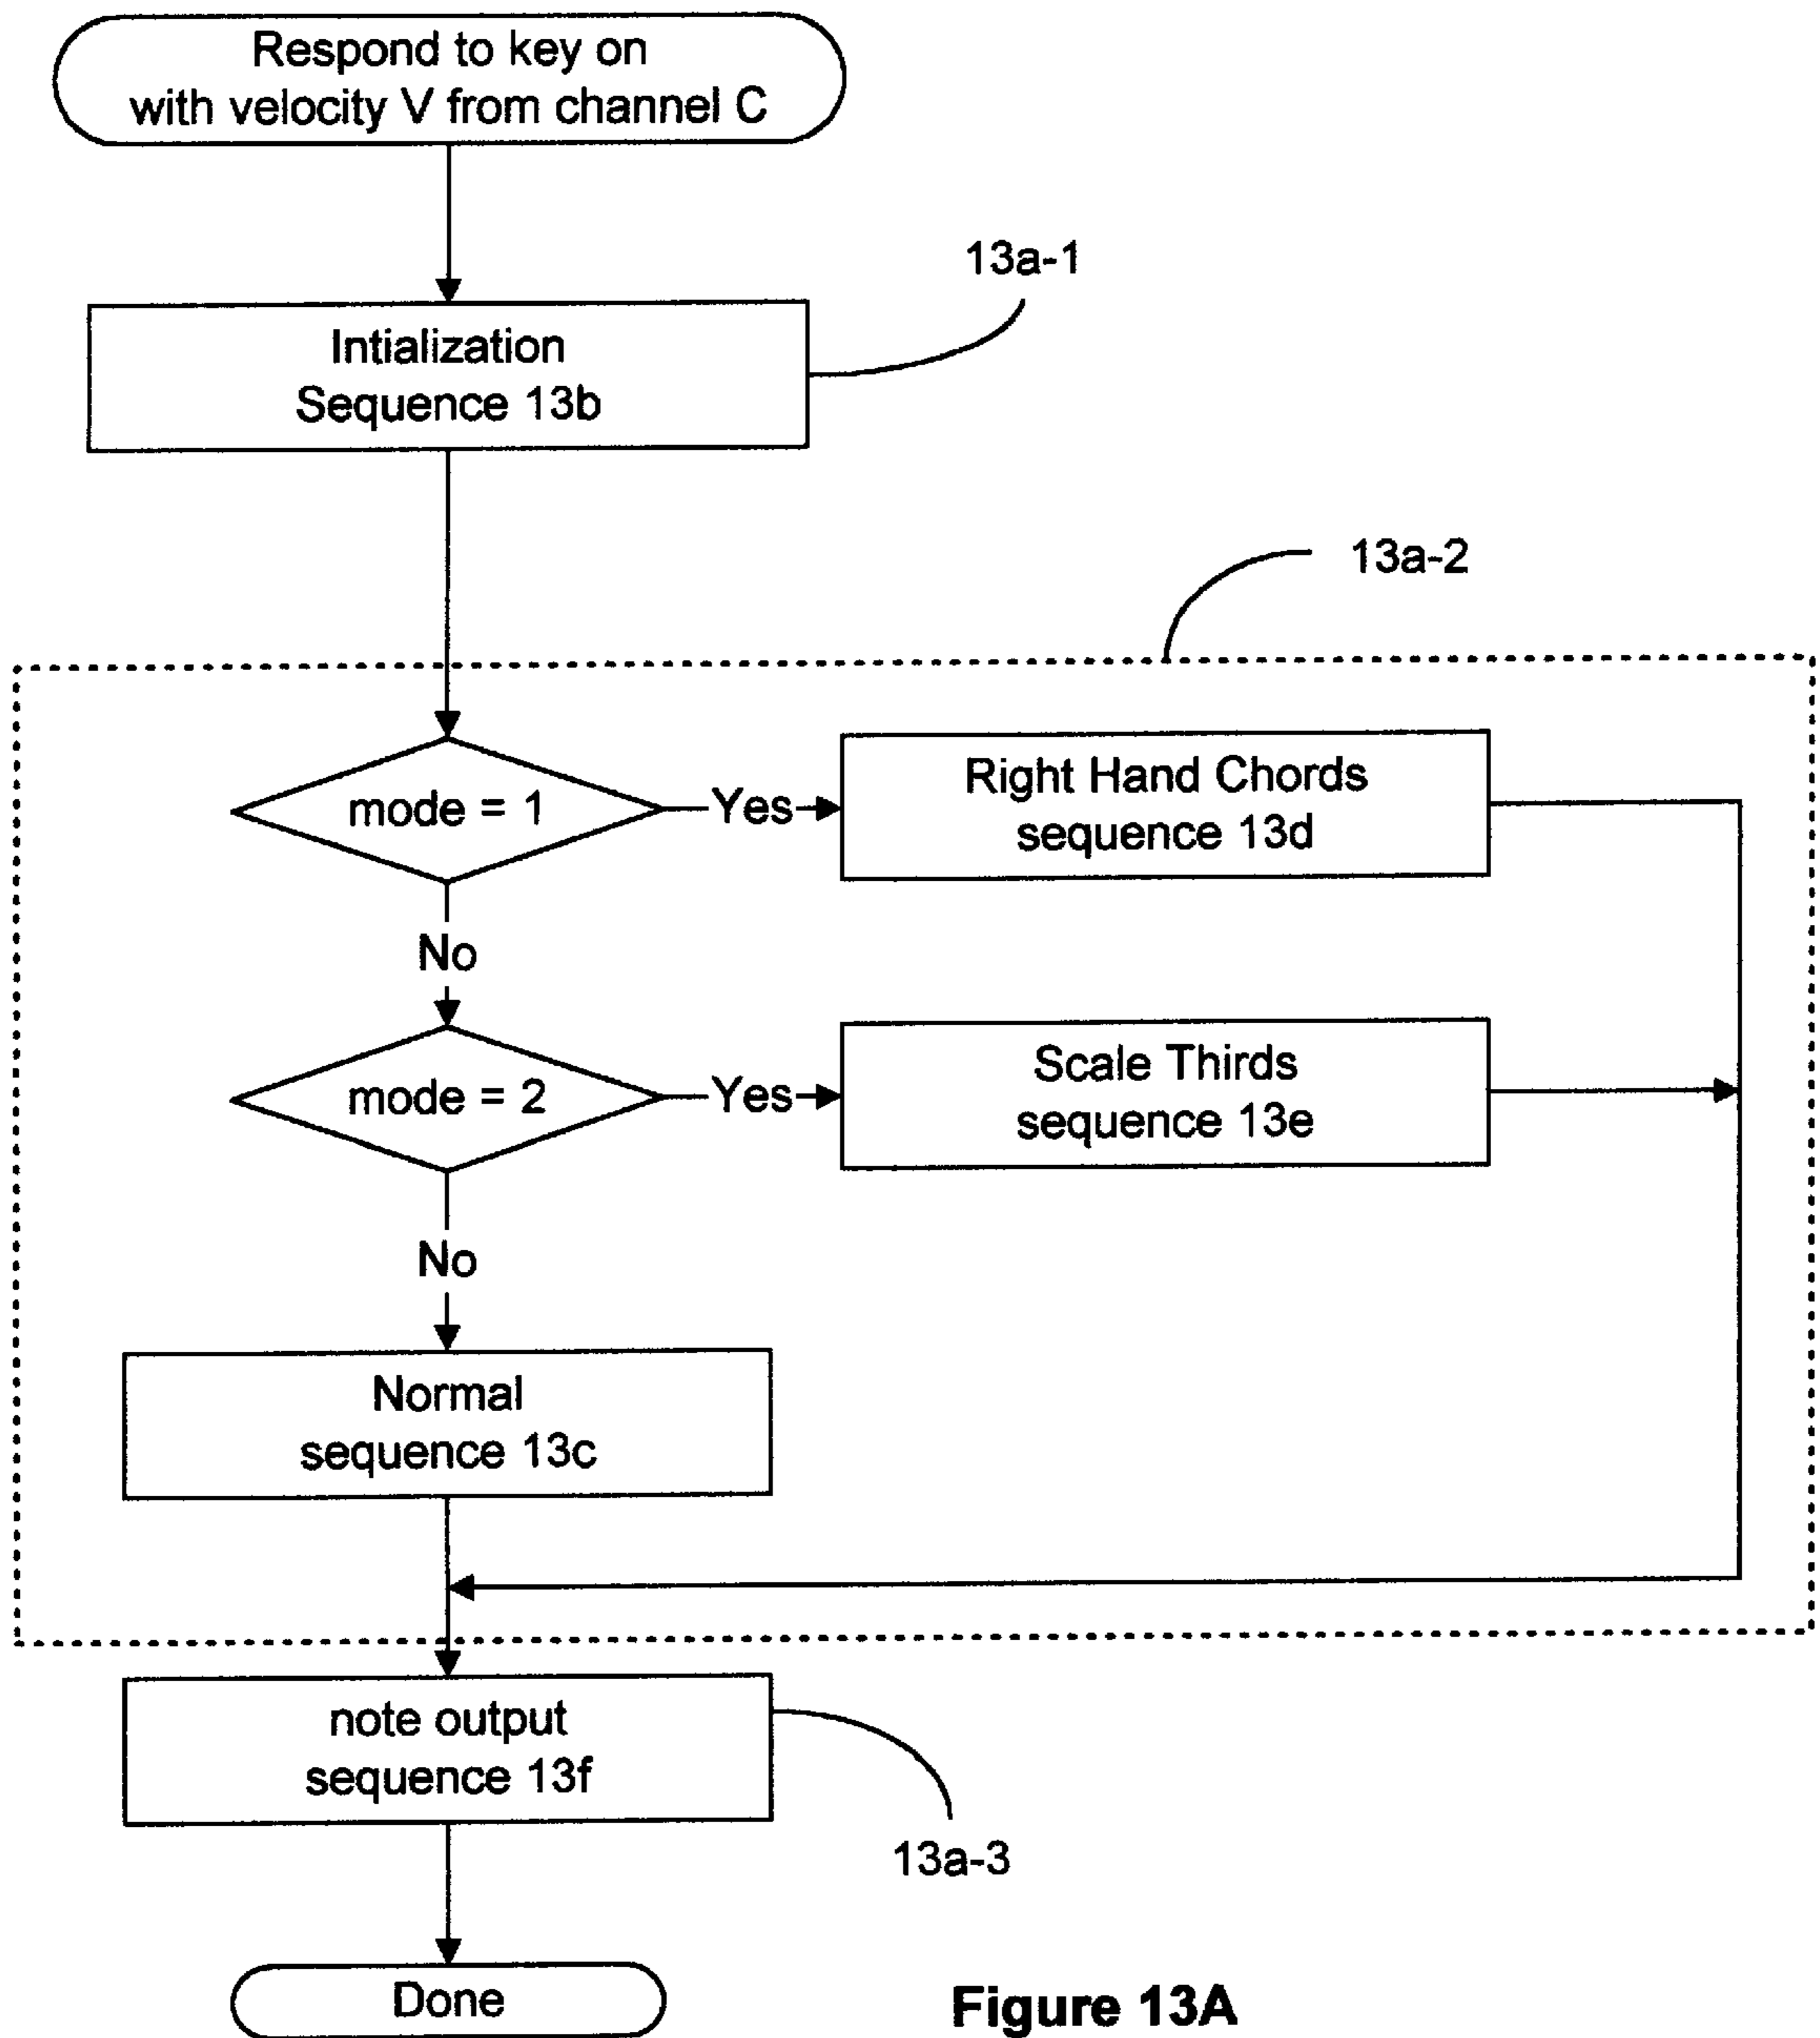 Respond to key on
with velocity V from channel C
13a-1
Intialization
Sequence 13b
13a-2
mode = 1
Yes
Right Hand Chords
sequence 13d
No
mode = 2
Yes
Scale Thirds
sequence 13e
No
Normal
sequence 13c
note output
sequence 13f
13a-3
Done
Figure 13A